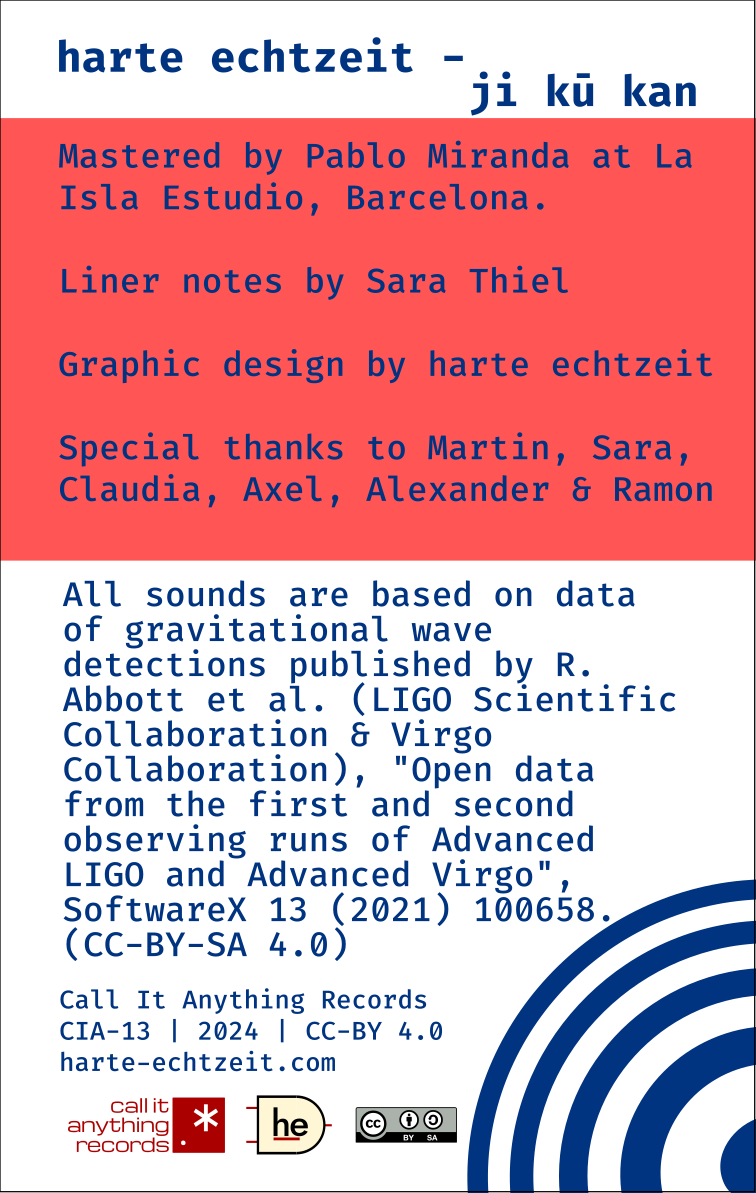 harte echtzeit –
ji kū kan
Mastered by Pablo Miranda at La
Isla Estudio, Barcelona.
Liner notes by Sara Thiel
Graphic design by harte echtzeit
Special thanks to Martin, Sara,
Claudia, Axel, Alexander & Ramon
All sounds are based on data
of gravitational wave
detections published by R.
Abbott et al. (LIGO Scientific
Collaboration & Virgo
Collaboration), "Open data
from the first and second
observing runs of Advanced
LIGO and Advanced Virgo",
SoftwareX 13 (2021) 100658.
(CC-BY-SA 4.0)
Call It Anything Records
CIA-13 | 2024 | CC-BY 4.0
harte-echtzeit.com
call it
anything
records
.*
he
cc
BY SA